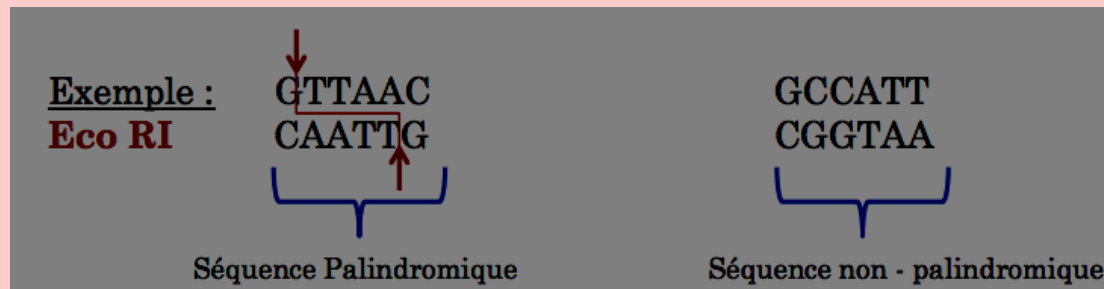 Exemple : GTTAAC GCCATT
Eco RI CAATTG CGGTAA
Séquence Palindromique Séquence non - palindromique